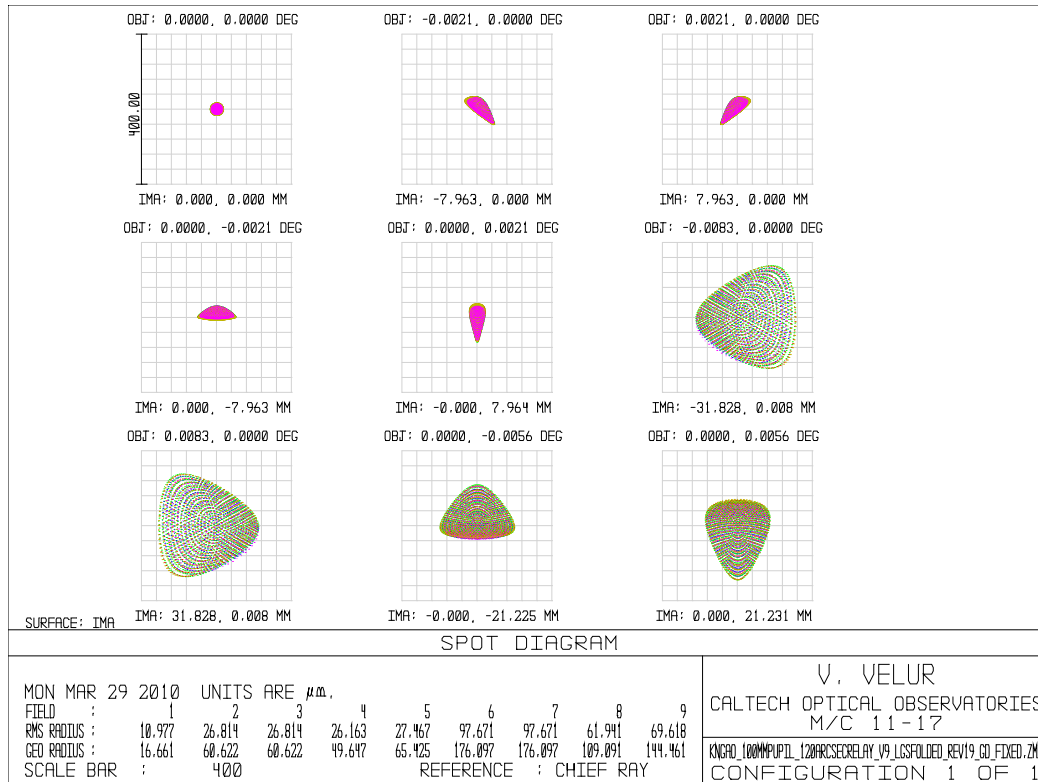 OBJ: 0.0000, 0.0000 DEG
OBJ: -0.0021, 0.0000 DEG
OBJ: 0.0021, 0.0000 DEG
400.00
IMA: 0.000, 0.000 MM
IMA: -7.963, 0.000 MM
IMA: 7.963, 0.000 MM
OBJ: 0.0000, -0.0021 DEG
OBJ: 0.0000, 0.0021 DEG
OBJ: -0.0083, 0.0000 DEG
IMA: 0.000, -7.963 MM
IMA: -0.000, 7.964 MM
IMA: -31.828, 0.008 MM
OBJ: 0.0083, 0.0000 DEG
OBJ: 0.0000, -0.0056 DEG
OBJ: 0.0000, 0.0056 DEG
IMA: 31.828, 0.008 MM
IMA: -0.000, -21.225 MM
IMA: 0.000, 21.231 MM
SURFACE: IMA
SPOT DIAGRAM
MON MAR 29 2010 UNITS ARE µm.
FIELD : 1 2 3 4 5 6 7 8 9
RMS RADIUS : 10.977 26.814 26.814 26.163 27.467 97.671 97.671 61.941 69.618
GEO RADIUS : 16.661 60.622 60.622 49.647 65.425 176.097 176.097 109.091 144.461
SCALE BAR : 400 REFERENCE : CHIEF RAY
V. VELUR
CALTECH OPTICAL OBSERVATORIES
M/C 11-17
KNGAO_100MMPUPIL_120ARCSECRELAY_V9_LGSFOLDED_REV19_GD_FIXED.ZM
CONFIGURATION 1 OF 1